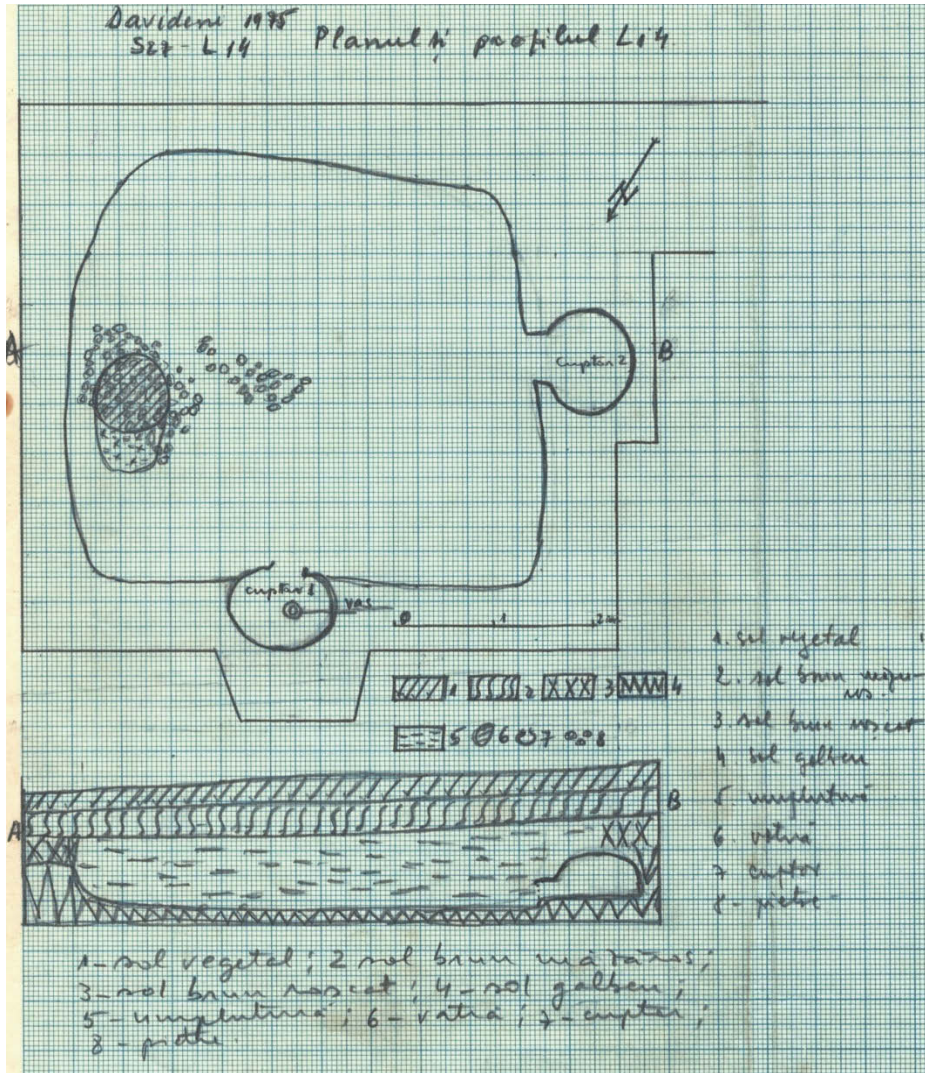 Davideni 1975
S27 - L14 Planul și profilul L14
A
cuptor 2
B
cuptor 1
vas
0 1 2m
1 2 3 4
5 6 7 8
1. sol vegetal
2. sol brun
3. sol brun roșcat
4 sol galben
5 umplutură
6 vatră
7 cuptor
8 - pietre
A
B
1 - sol vegetal; 2 sol brun măzăros;
3 - sol brun roșcat; 4 - sol galben;
5 - umplutură; 6 - vatră; 7 - cuptor;
8 - pietre.